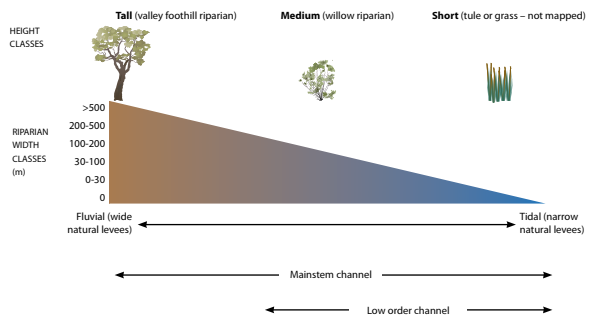 HEIGHT
CLASSES
Tall (valley foothill riparian)
Medium (willow riparian)
Short (tule or grass – not mapped)
RIPARIAN
WIDTH
CLASSES
(m)
>500
200-500
100-200
30-100
0-30
0
Fluvial (wide
natural levees)
Tidal (narrow
natural levees)
Mainstem channel
Low order channel